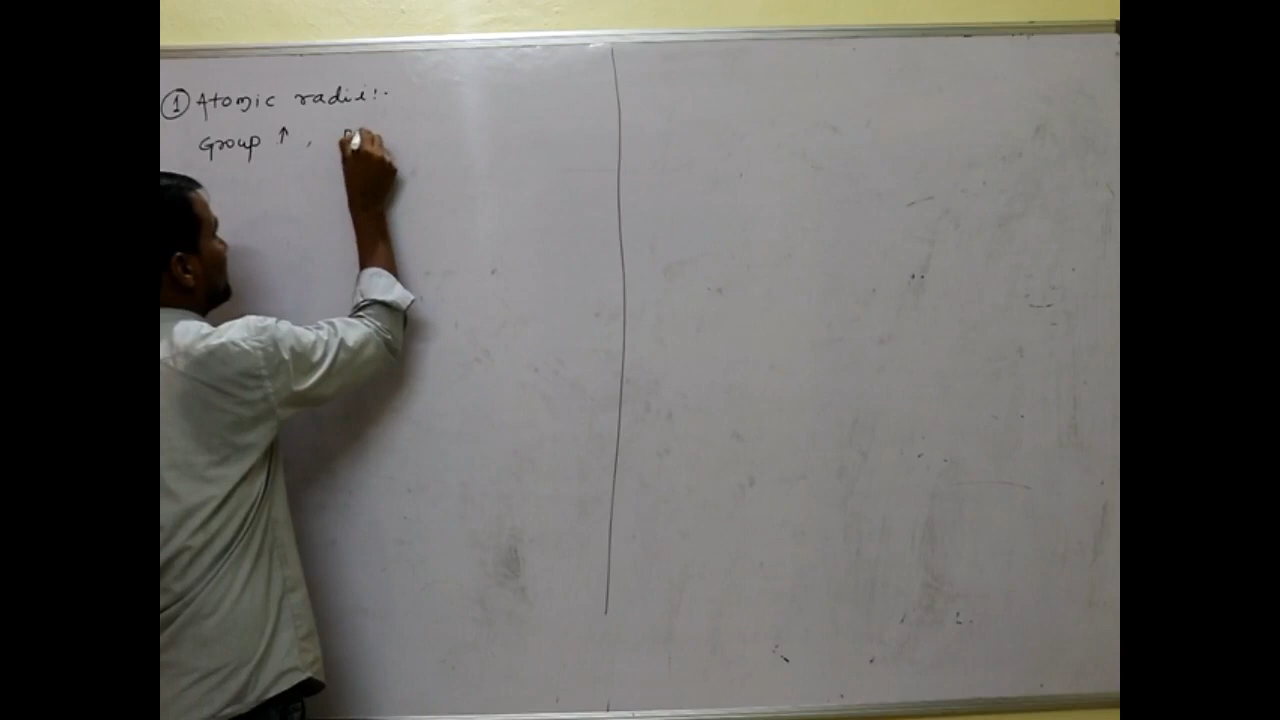 ① Atomic radii:-
Group ↑ ,